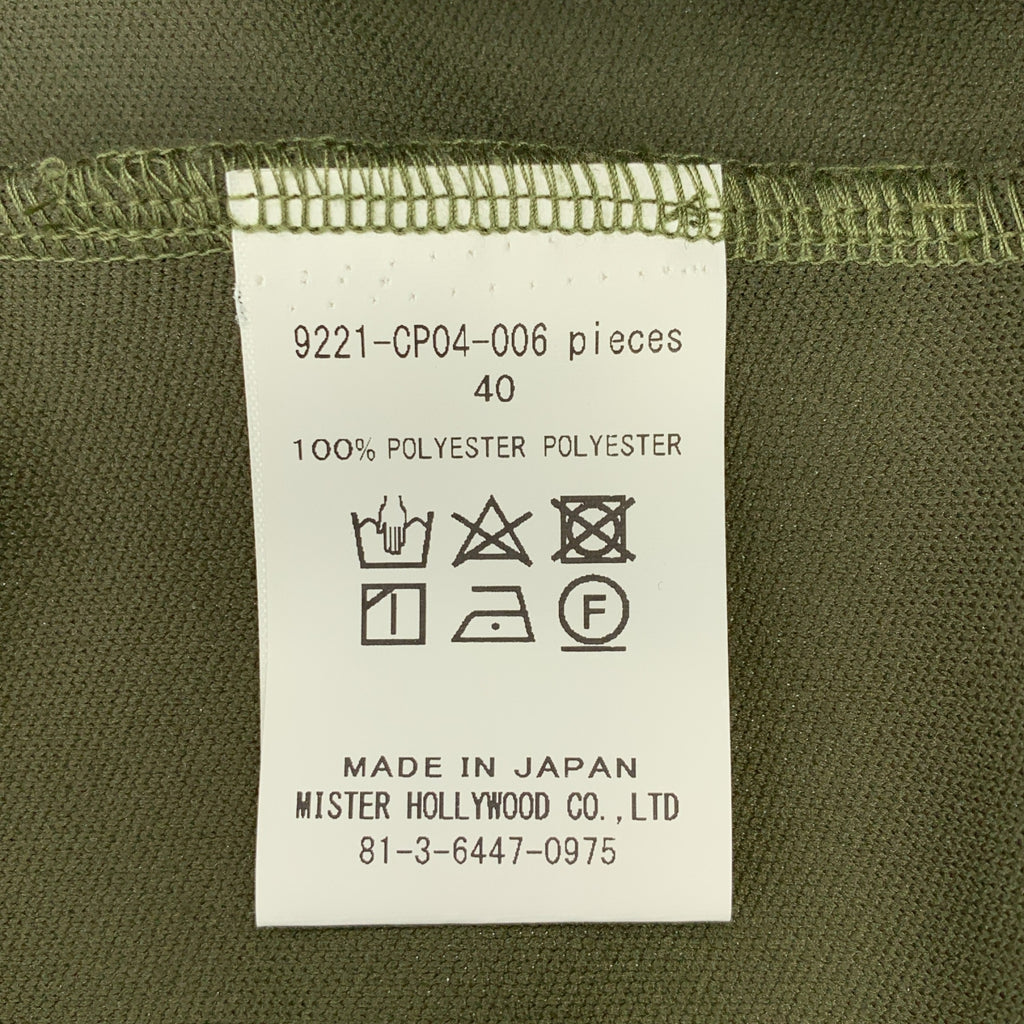 9221-CP04-006 pieces
40
100% POLYESTER POLYESTER
F
MADE IN JAPAN
MISTER HOLLYWOOD CO.,LTD
81-3-6447-0975